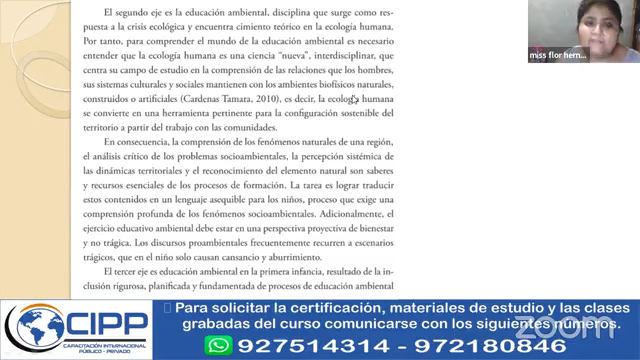 El segundo eje es la educación ambiental, disciplina que surge como res-
puesta a la crisis ecológica y encuentra cimiento teórico en la ecología humana.
Por tanto, para comprender el mundo de la educación ambiental es necesario
entender que la ecología humana es una ciencia “nueva”, interdisciplinar, que
centra su campo de estudio en la comprensión de las relaciones que los hombres,
sus sistemas culturales y sociales mantienen con los ambientes biofísicos naturales,
construidos o artificiales (Cardenas Tamara, 2010), es decir, la ecología humana
se convierte en una herramienta pertinente para la configuración sostenible del
territorio a partir del trabajo con las comunidades.
En consecuencia, la comprensión de los fenómenos naturales de una región,
el análisis crítico de los problemas socioambientales, la percepción sistémica de
las dinámicas territoriales y el reconocimiento del elemento natural son saberes
y recursos esenciales de los procesos de formación. La tarea es lograr traducir
estos contenidos en un lenguaje asequible para los niños, proceso que exige una
comprensión profunda de los fenómenos socioambientales. Adicionalmente, el
ejercicio educativo ambiental debe estar en una perspectiva proyectiva de bienestar
y no trágica. Los discursos proambientales frecuentemente recurren a escenarios
trágicos, que en el niño solo causan cansancio y aburrimiento.
El tercer eje es educación ambiental en la primera infancia, resultado de la in-
clusión rigurosa, planificada y fundamentada de procesos de educación ambiental
miss flor hern...
CIPP
CAPACITACIÓN INTERNACIONAL
PÚBLICO - PRIVADO
Para solicitar la certificación, materiales de estudio y las clases
grabadas del curso comunicarse con los siguientes números.
927514314 - 972180846
zoom